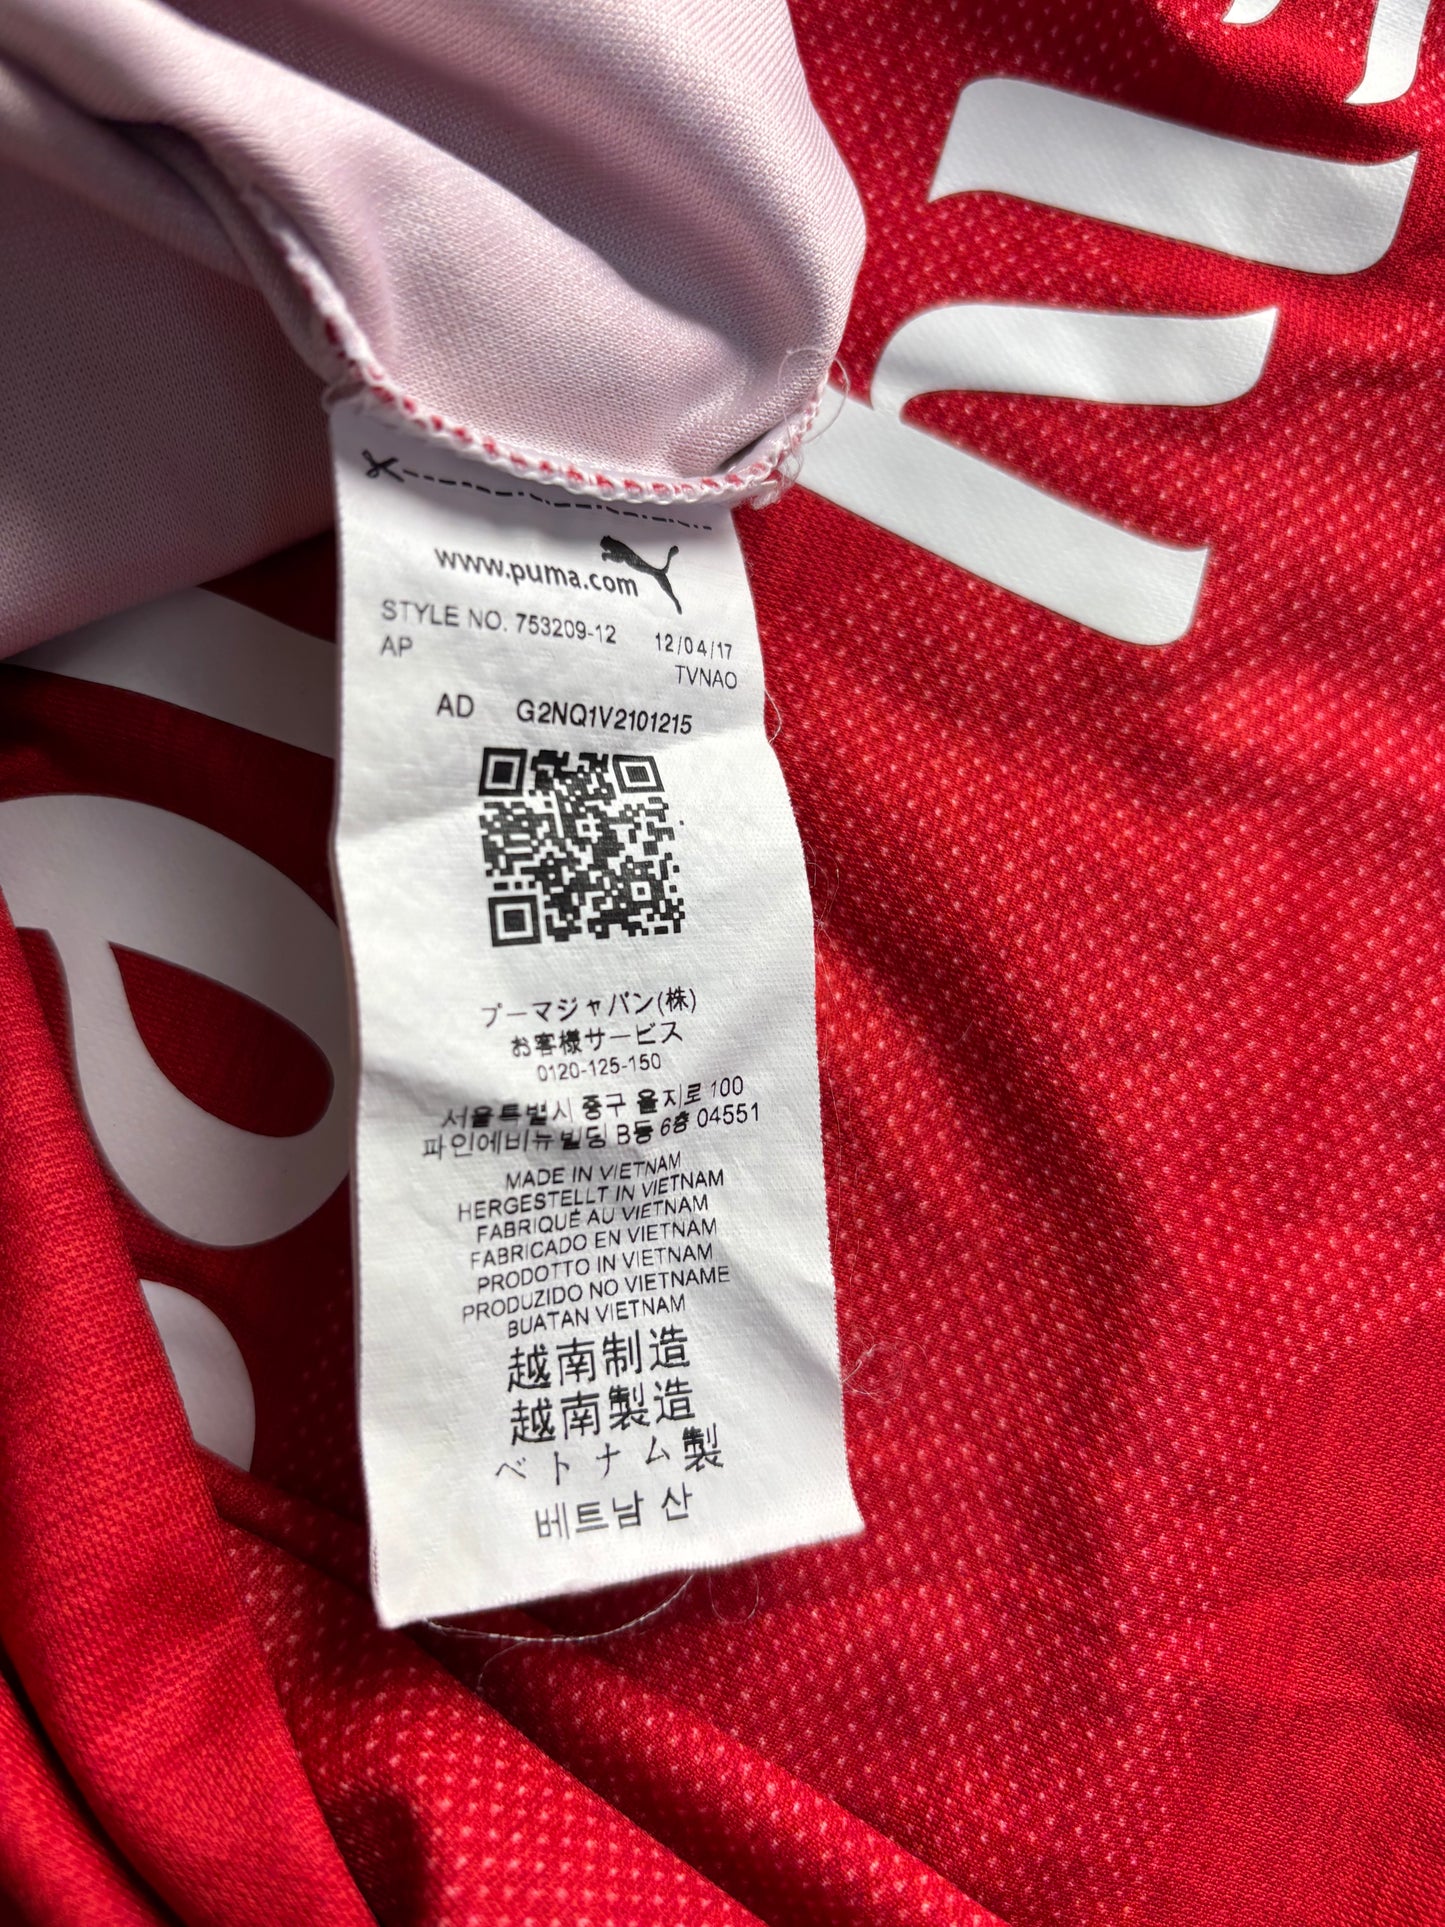 www.puma.com
STYLE NO. 753209-12 12/04/17
AP TVNAO
AD G2NQ1V2101215
プーマジャパン(株)
お客様サービス
0120-125-150
서울특별시 중구 을지로 100
파인에비뉴빌딩 B동 6층 04551
MADE IN VIETNAM
HERGESTELLT IN VIETNAM
FABRIQUÉ AU VIETNAM
FABRICADO EN VIETNAM
PRODOTTO IN VIETNAM
PRODUZIDO NO VIETNAME
BUATAN VIETNAM
越南制造
越南製造
ベトナム製
베트남 산